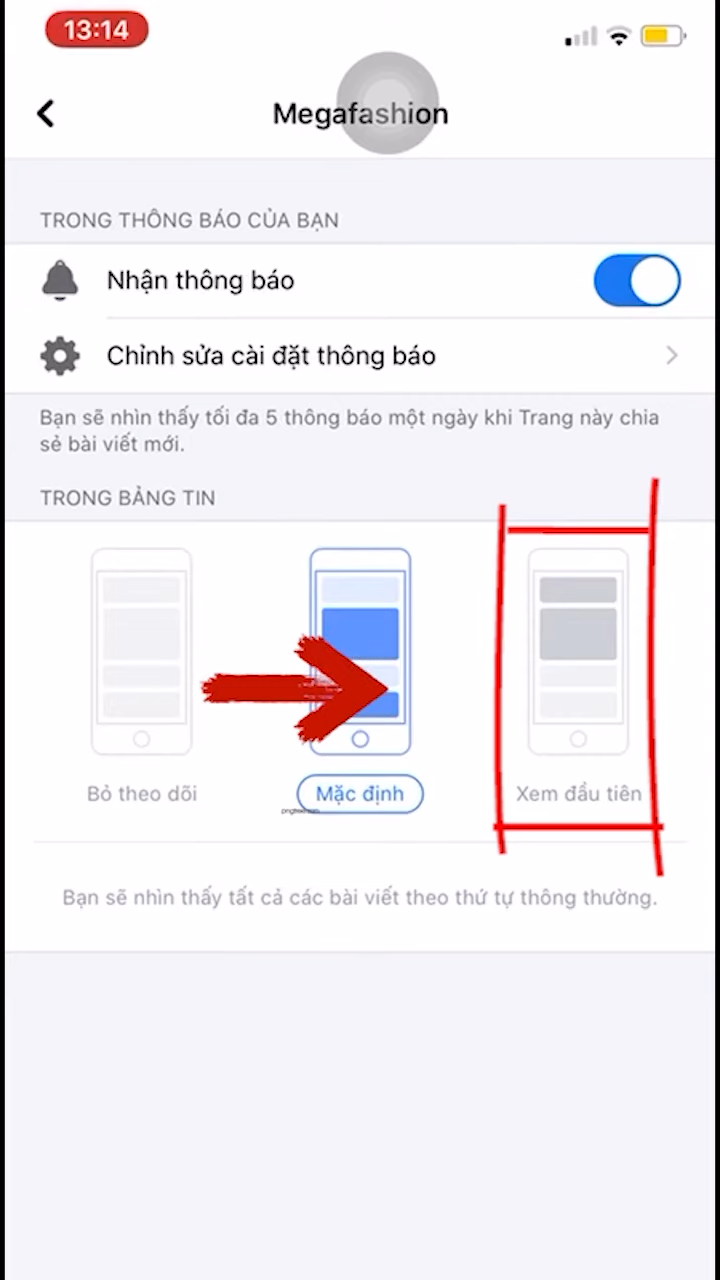 13:14
Megafashion
TRONG THÔNG BÁO CỦA BẠN
Nhận thông báo
Chỉnh sửa cài đặt thông báo
Bạn sẽ nhìn thấy tối đa 5 thông báo một ngày khi Trang này chia
sẻ bài viết mới.
TRONG BẢNG TIN
Bỏ theo dõi
Mặc định
Xem đầu tiên
Bạn sẽ nhìn thấy tất cả các bài viết theo thứ tự thông thường.